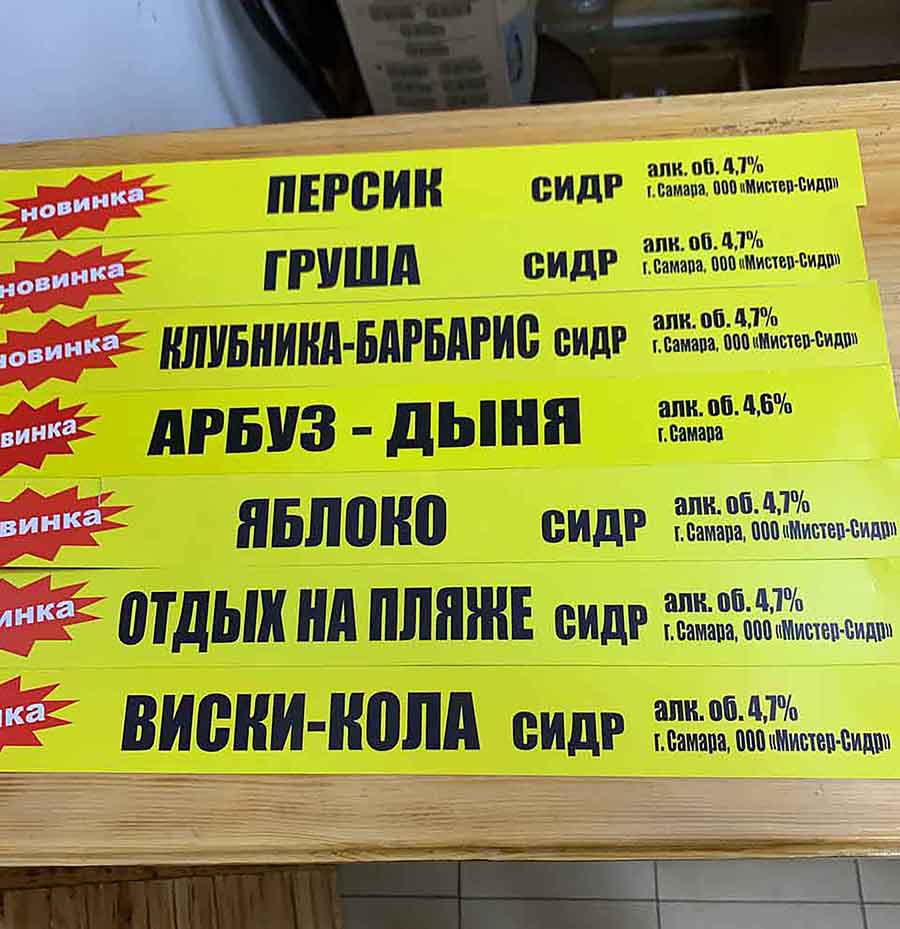 новинка ПЕРСИК СИДР алк. об. 4,7%
г. Самара, ООО «Мистер-Сидр»
новинка ГРУША СИДР алк. об. 4,7%
г. Самара, ООО «Мистер-Сидр»
новинка КЛУБНИКА-БАРБАРИС СИДР алк. об. 4,7%
г. Самара, ООО «Мистер-Сидр»
винка АРБУЗ - ДЫНЯ алк. об. 4,6%
г. Самара
винка ЯБЛОКО СИДР алк. об. 4,7%
г. Самара, ООО «Мистер-Сидр»
инка ОТДЫХ НА ПЛЯЖЕ СИДР алк. об. 4,7%
г. Самара, ООО «Мистер-Сидр»
ка ВИСКИ-КОЛА СИДР алк. об. 4,7%
г. Самара, ООО «Мистер-Сидр»